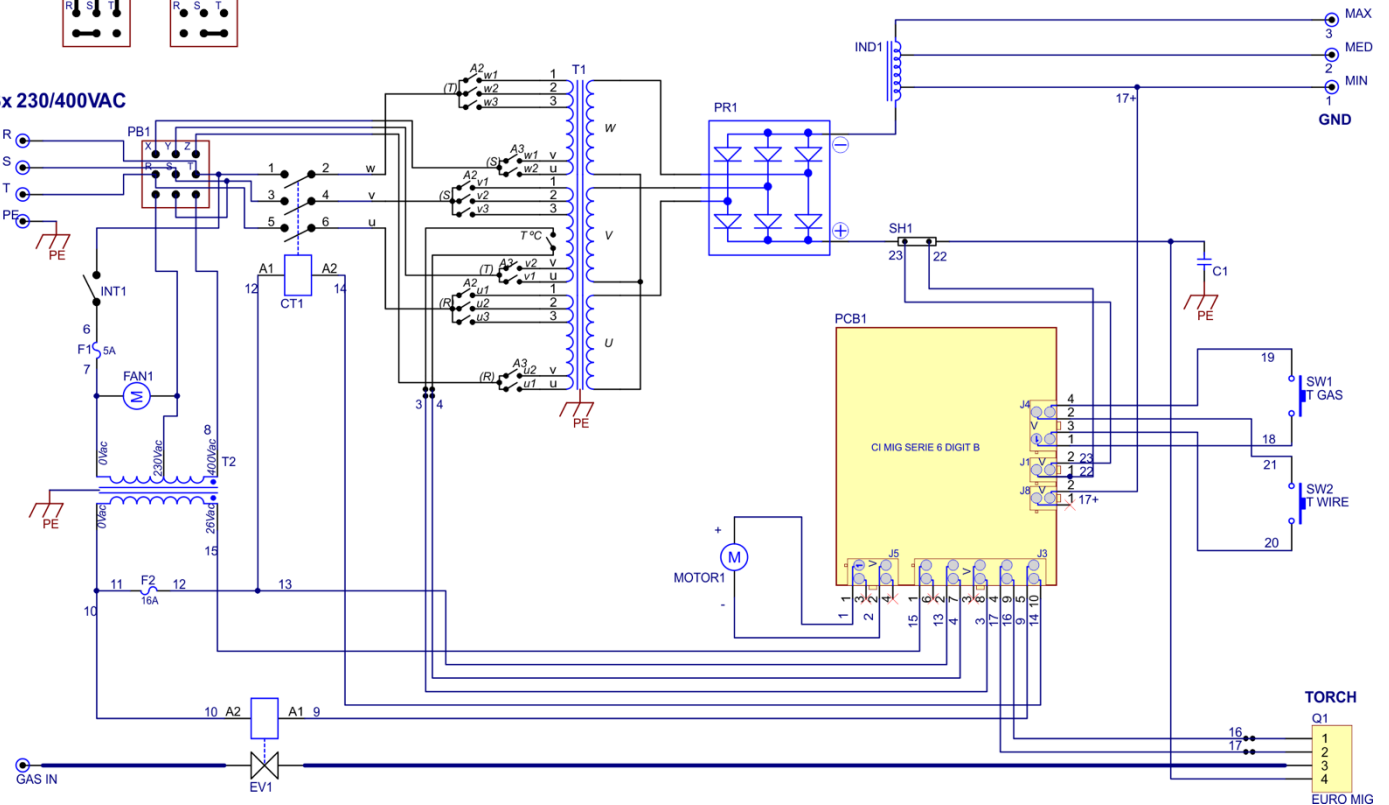 R S T
R S T
MAX
3
IND1
MED
2
MIN
1
17+
GND
x 230/400VAC
R
S
T
PE
PE
PB1
X Y Z
R S T
1 2 w
3 4 v
5 6 u
A1 A2
12 14
CT1
A2
(T)
w1 1
w2 2
w3 3
T1
W
A3
(S)
w1 v
w2 u
A2
(S
v1 1
v2 2
v3 3
V
T ºC
A3
(T)
v2 v
v1 u
A2
(R
u1 1
u2 2
u3 3
U
A3
(R)
u2 v
u1 u
3 4
PE
PR1
−
+
SH1
23 22
C1
PE
INT1
6
F1 5A
7
FAN1
M
8
0Vac
230Vac
400Vac
T2
PE
0Vac
26Vac
15
11 F2 12 13
16A
10
PCB1
CI MIG SERIE 6 DIGIT B
J4
V
4
2
3
1
J1 V
2 23
1 22
J8 V
2
1 17+
19
SW1
T GAS
18
21
SW2
T WIRE
20
+
M
MOTOR1
-
J5
1 V
J3
V
1 3 2 4
1 2
1 6 2 7 3 8 4 9 5 10
15 13 4 3 17 16 9 14
10 A2 A1 9
GAS IN
EV1
TORCH
Q1
16 1
17 2
3
4
EURO MIG